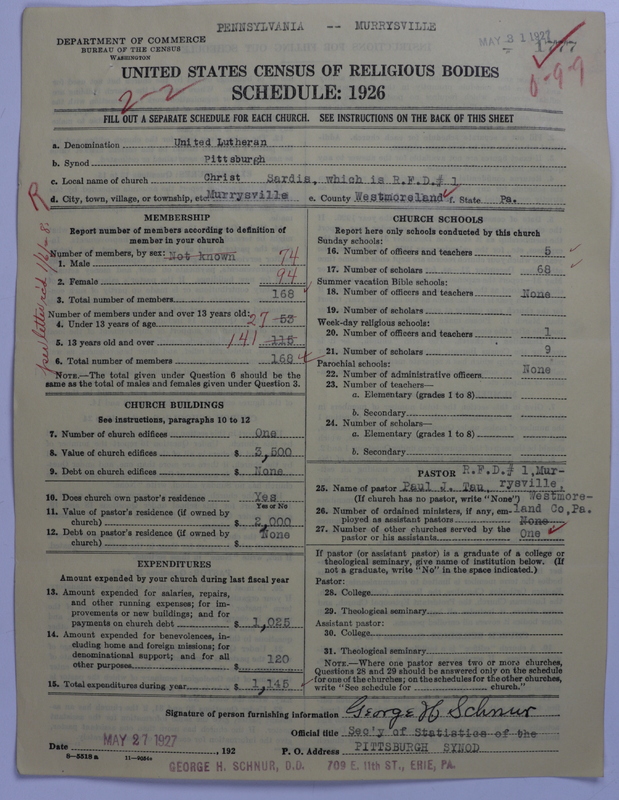 PENNSYLVANIA -- MURRYSVILLE
DEPARTMENT OF COMMERCE
BUREAU OF THE CENSUS
WASHINGTON
MAY 31 1927
UNITED STATES CENSUS OF RELIGIOUS BODIES
2-2
0-9-9
SCHEDULE: 1926
FILL OUT A SEPARATE SCHEDULE FOR EACH CHURCH. SEE INSTRUCTIONS ON THE BACK OF THIS SHEET
a. Denomination United Lutheran
b. Synod Pittsburgh
c. Local name of church Christ Sardis, which is R.F.D.# 1
d. City, town, village, or township, etc. Murrysville e. County Westmoreland f. State Pa.
R
per letter rcd 1/61-8.
MEMBERSHIP
Report number of members according to definition of
member in your church
Number of members, by sex: Not known
1. Male 74
2. Female 94
3. Total number of members 168
Number of members under and over 13 years old:
4. Under 13 years of age 27 53
5. 13 years old and over 141 115
6. Total number of members 168
NOTE.—The total given under Question 6 should be the
same as the total of males and females given under Question 3.
CHURCH BUILDINGS
See instructions, paragraphs 10 to 12
7. Number of church edifices One
8. Value of church edifices $ 3,500
9. Debt on church edifices $ None
10. Does church own pastor's residence Yes
Yes or No
11. Value of pastor's residence (if owned by
church) $ 2,000
12. Debt on pastor's residence (if owned by
church) $ None
EXPENDITURES
Amount expended by your church during last fiscal year
13. Amount expended for salaries, repairs,
and other running expenses; for im-
provements or new buildings; and for
payments on church debt $ 1,025
14. Amount expended for benevolences, in-
cluding home and foreign missions; for
denominational support; and for all
other purposes $ 120
15. Total expenditures during year $ 1,145
CHURCH SCHOOLS
Report here only schools conducted by this church
Sunday schools:
16. Number of officers and teachers 5
17. Number of scholars 68
Summer vacation Bible schools:
18. Number of officers and teachers None
19. Number of scholars
Week-day religious schools:
20. Number of officers and teachers 1
21. Number of scholars 9
Parochial schools:
22. Number of administrative officers None
23. Number of teachers—
a. Elementary (grades 1 to 8)
b. Secondary
24. Number of scholars—
a. Elementary (grades 1 to 8)
b. Secondary
PASTOR R.F.D.# 1,Mur-
25. Name of pastor Paul J. Tau rysville,
(If church has no pastor, write "None") Westmore-
26. Number of ordained ministers, if any, em- land Co,Pa.
ployed as assistant pastors None
27. Number of other churches served by the
pastor or his assistants One
If pastor (or assistant pastor) is a graduate of a college or
theological seminary, give name of institution below. (If
not a graduate, write "No" in the space indicated.)
Pastor:
28. College
29. Theological seminary
Assistant pastor:
30. College
31. Theological seminary
NOTE.—Where one pastor serves two or more churches,
Questions 28 and 29 should be answered only on the schedule
for one of the churches; on the schedules for the other churches,
write "See schedule for church."
Signature of person furnishing information George H Schnur
Official title Sec'y of Statistics of the
Date MAY 27 1927 , 192 P. O. Address PITTSBURGH SYNOD
8—5518 a 11—9084a
GEORGE H. SCHNUR, D.D. 709 E. 11th ST., ERIE, PA.